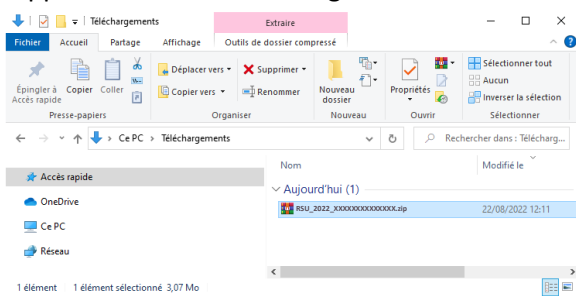 Téléchargements
Extraire
Fichier Accueil Partage Affichage Outils de dossier compressé
Épingler à Accès rapide
Copier
Coller
Déplacer vers
Copier vers
Supprimer
Renommer
Nouveau dossier
Propriétés
Sélectionner tout
Aucun
Inverser la sélection
Presse-papiers Organiser Nouveau Ouvrir Sélectionner
Ce PC > Téléchargements
Rechercher dans : Télécharg...
Nom Modifié le
Accès rapide
OneDrive
Ce PC
Réseau
Aujourd'hui (1)
RSU_2022_XXXXXXXXXXXXXX.zip 22/08/2022 12:11
1 élément 1 élément sélectionné 3,07 Mo